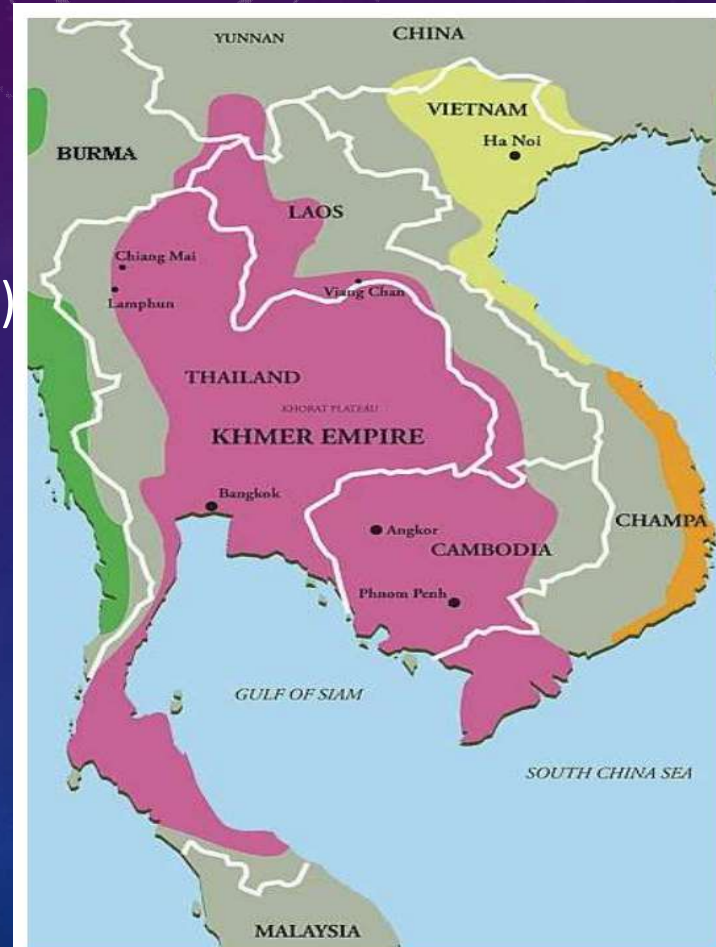 YUNNAN
CHINA
VIETNAM
Ha Noi
BURMA
LAOS
Chiang Mai
Lamphun
Viang Chan
)
THAILAND
KHORAT PLATEAU
KHMER EMPIRE
Bangkok
Angkor
CHAMPA
CAMBODIA
Phnom Penh
GULF OF SIAM
SOUTH CHINA SEA
MALAYSIA